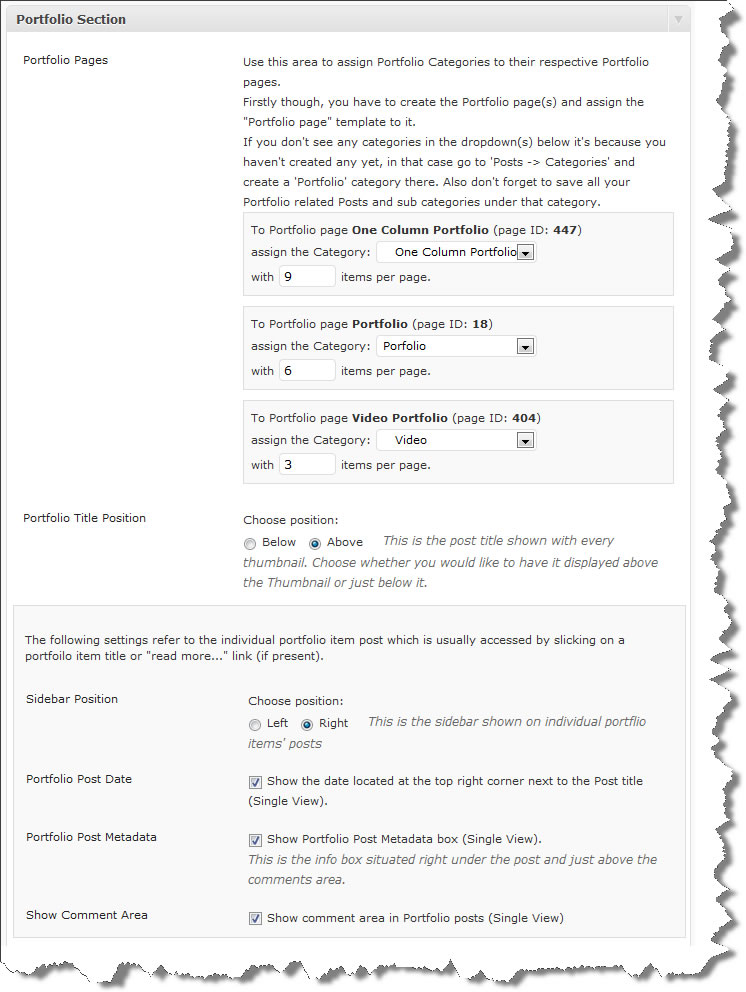 Portfolio Section
Portfolio Pages
Use this area to assign Portfolio Categories to their respective Portfolio
pages.
Firstly though, you have to create the Portfolio page(s) and assign the
"Portfolio page" template to it.
If you don't see any categories in the dropdown(s) below it's because you
haven't created any yet, in that case go to 'Posts -> Categories' and
create a 'Portfolio' category there. Also don't forget to save all your
Portfolio related Posts and sub categories under that category.
To Portfolio page One Column Portfolio (page ID: 447)
assign the Category: One Column Portfolio
with 9 items per page.
To Portfolio page Portfolio (page ID: 18)
assign the Category: Porfolio
with 6 items per page.
To Portfolio page Video Portfolio (page ID: 404)
assign the Category: Video
with 3 items per page.
Portfolio Title Position
Choose position:
Below Above This is the post title shown with every
thumbnail. Choose whether you would like to have it displayed above
the Thumbnail or just below it.
The following settings refer to the individual portfolio item post which is usually accessed by slicking on a
portfoilo item title or "read more..." link (if present).
Sidebar Position
Choose position:
Left Right This is the sidebar shown on individual portflio
items' posts
Portfolio Post Date
Show the date located at the top right corner next to the Post title
(Single View).
Portfolio Post Metadata
Show Portfolio Post Metadata box (Single View).
This is the info box situated right under the post and just above the
comments area.
Show Comment Area
Show comment area in Portfolio posts (Single View)